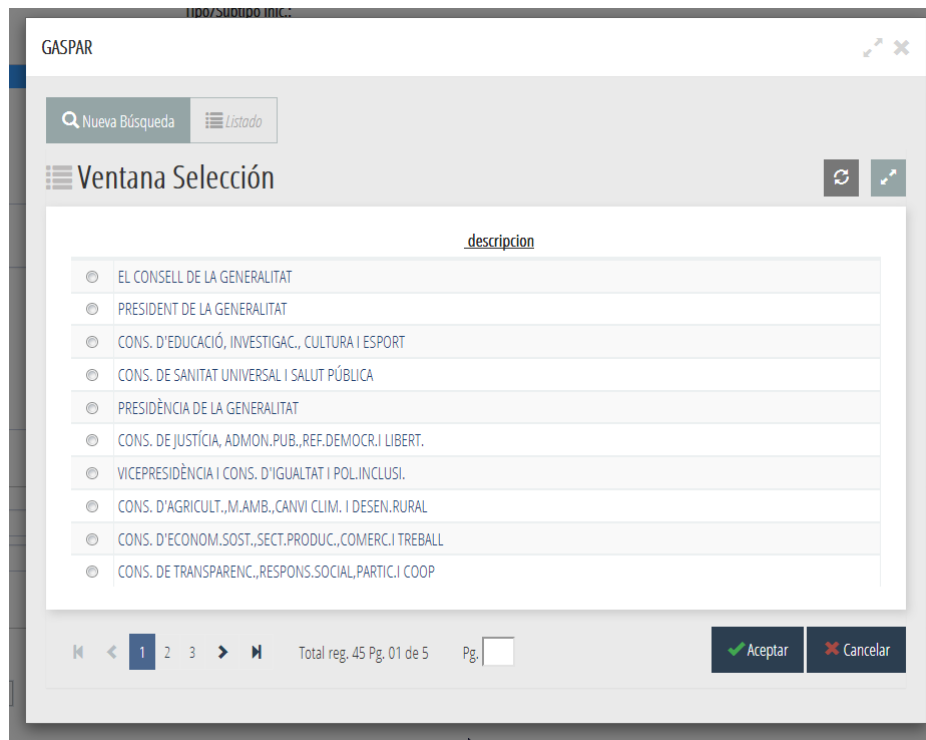 Tipo/Subtipo Inic.:
GASPAR
Nueva Búsqueda Listado
Ventana Selección
_descripcion
EL CONSELL DE LA GENERALITAT
PRESIDENT DE LA GENERALITAT
CONS. D'EDUCACIÓ, INVESTIGAC., CULTURA I ESPORT
CONS. DE SANITAT UNIVERSAL I SALUT PÚBLICA
PRESIDÈNCIA DE LA GENERALITAT
CONS. DE JUSTÍCIA, ADMON.PUB.,REF.DEMOCR.I LIBERT.
VICEPRESIDÈNCIA I CONS. D'IGUALTAT I POL.INCLUSI.
CONS. D'AGRICULT.,M.AMB.,CANVI CLIM. I DESEN.RURAL
CONS. D'ECONOM.SOST.,SECT.PRODUC.,COMERC.I TREBALL
CONS. DE TRANSPARENC.,RESPONS.SOCIAL,PARTIC.I COOP
1 2 3 Total reg. 45 Pg. 01 de 5 Pg. Aceptar Cancelar